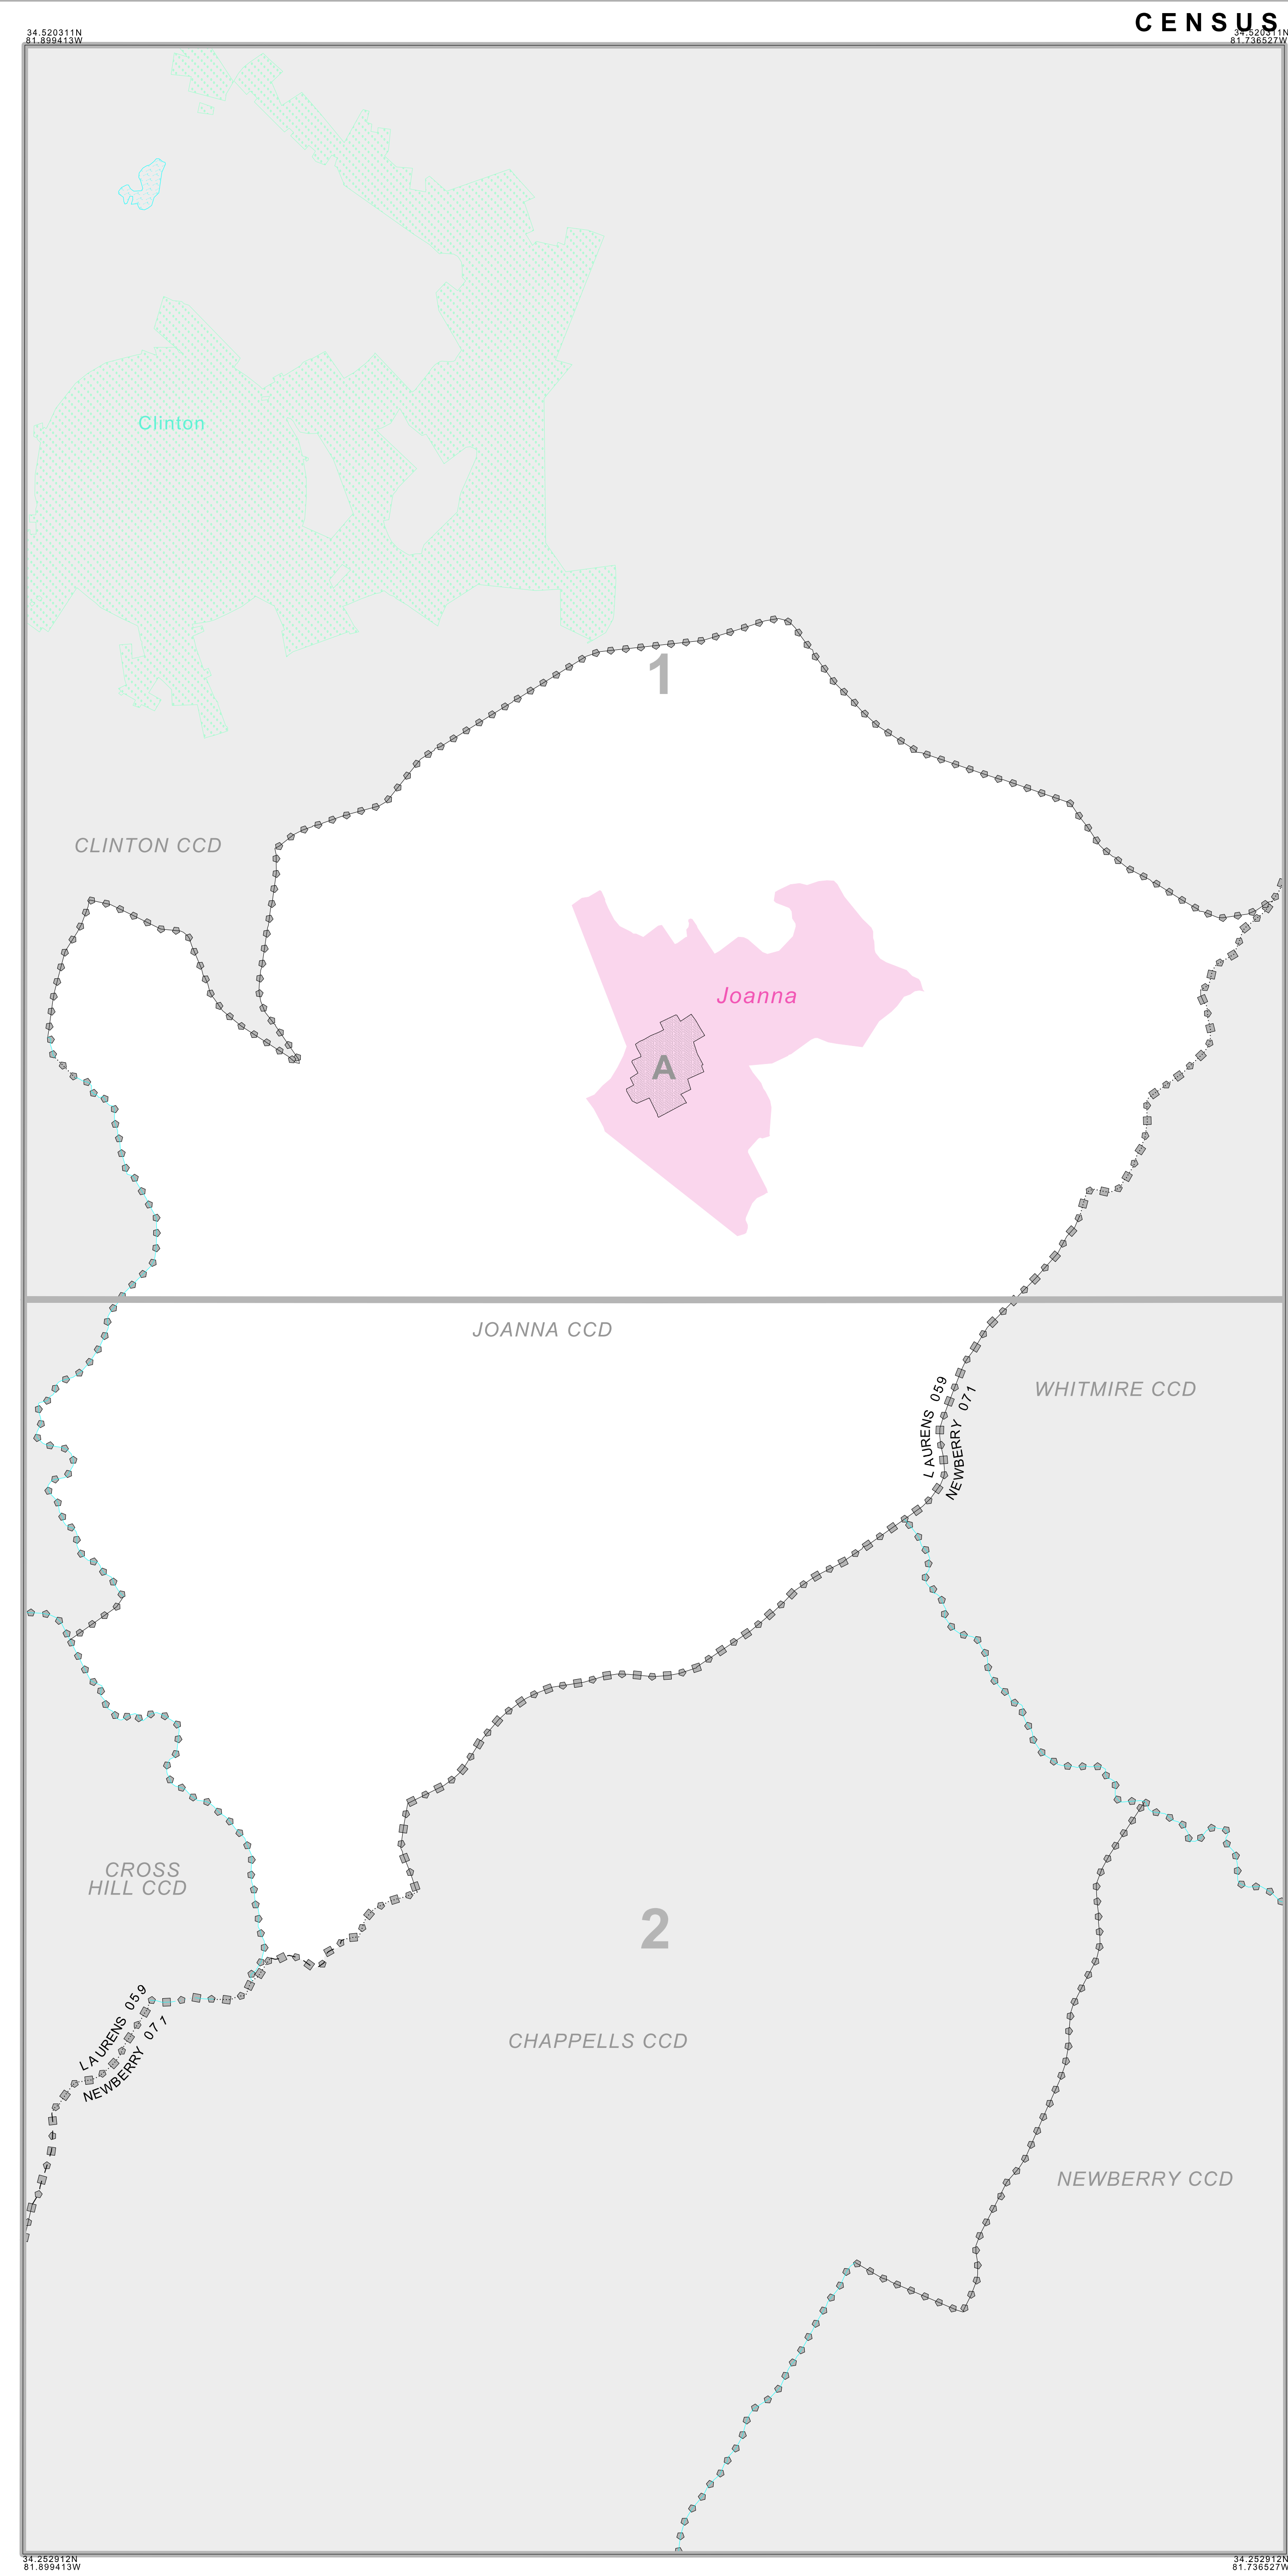 CENSUS
34.520311N
81.899413W
34.520311N
81.736527W
Clinton
1
CLINTON CCD
Joanna
A
JOANNA CCD
WHITMIRE CCD
LAURENS 059
NEWBERRY 071
CROSS
HILL CCD
2
LAURENS 059
NEWBERRY 071
CHAPPELLS CCD
NEWBERRY CCD
34.252912N
81.899413W
34.252912N
81.736527W